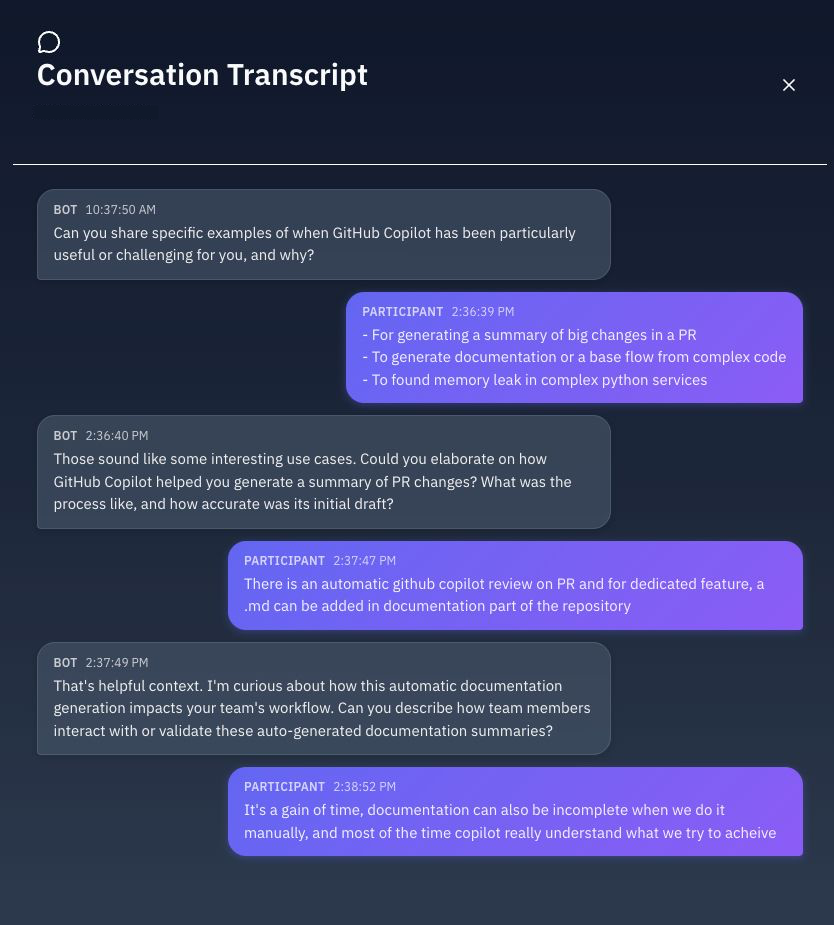 Conversation Transcript
BOT 10:37:50 AM
Can you share specific examples of when GitHub Copilot has been particularly
useful or challenging for you, and why?
PARTICIPANT 2:36:39 PM
- For generating a summary of big changes in a PR
- To generate documentation or a base flow from complex code
- To found memory leak in complex python services
BOT 2:36:40 PM
Those sound like some interesting use cases. Could you elaborate on how
GitHub Copilot helped you generate a summary of PR changes? What was the
process like, and how accurate was its initial draft?
PARTICIPANT 2:37:47 PM
There is an automatic github copilot review on PR and for dedicated feature, a
.md can be added in documentation part of the repository
BOT 2:37:49 PM
That's helpful context. I'm curious about how this automatic documentation
generation impacts your team's workflow. Can you describe how team members
interact with or validate these auto-generated documentation summaries?
PARTICIPANT 2:38:52 PM
It's a gain of time, documentation can also be incomplete when we do it
manually, and most of the time copilot really understand what we try to acheive